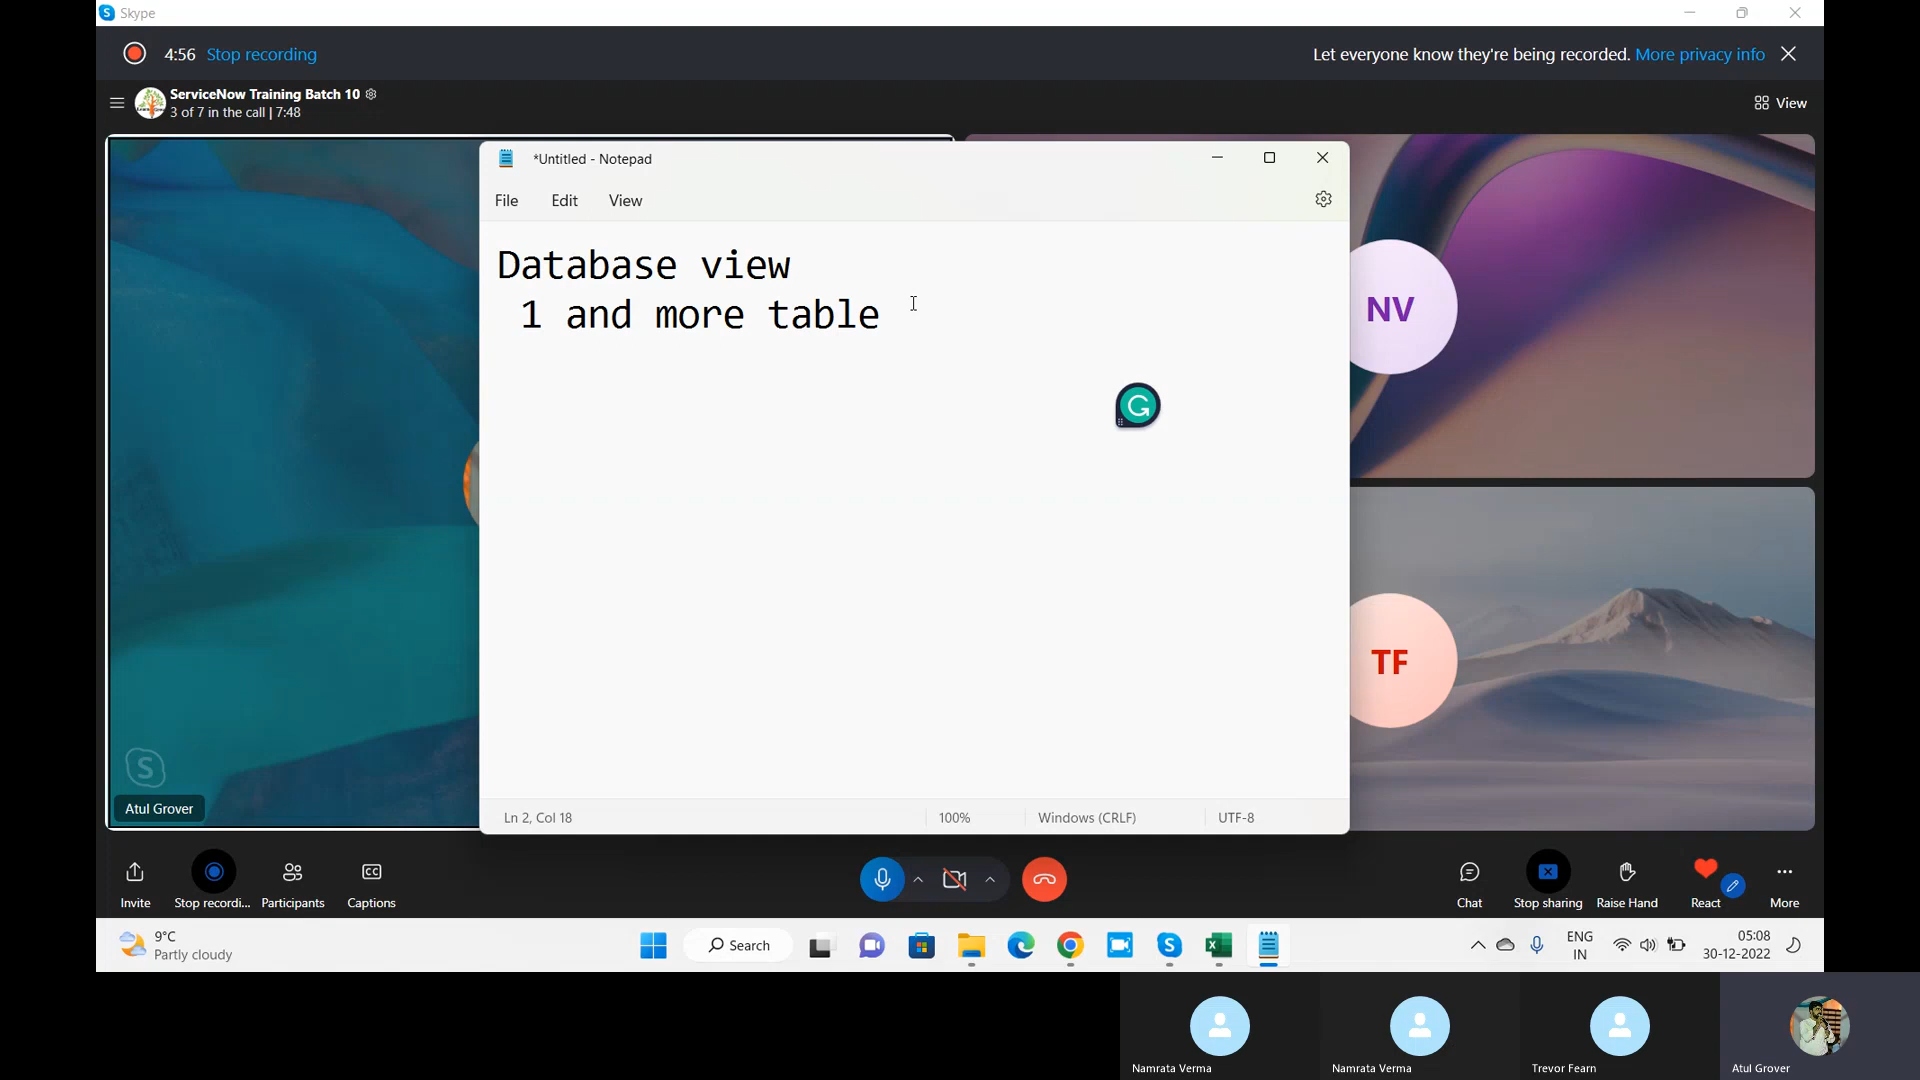 Skype
4:56 Stop recording
Let everyone know they're being recorded. More privacy info
ServiceNow Training Batch 10
3 of 7 in the call | 7:48
View
*Untitled - Notepad
File Edit View
Database view
1 and more table
NV
TF
Atul Grover
Ln 2, Col 18
100%
Windows (CRLF)
UTF-8
Invite
Stop recordi...
Participants
Captions
Chat
Stop sharing
Raise Hand
React
More
9°C
Partly cloudy
Search
ENG
IN
05:08
30-12-2022
Namrata Verma
Namrata Verma
Trevor Fearn
Atul Grover